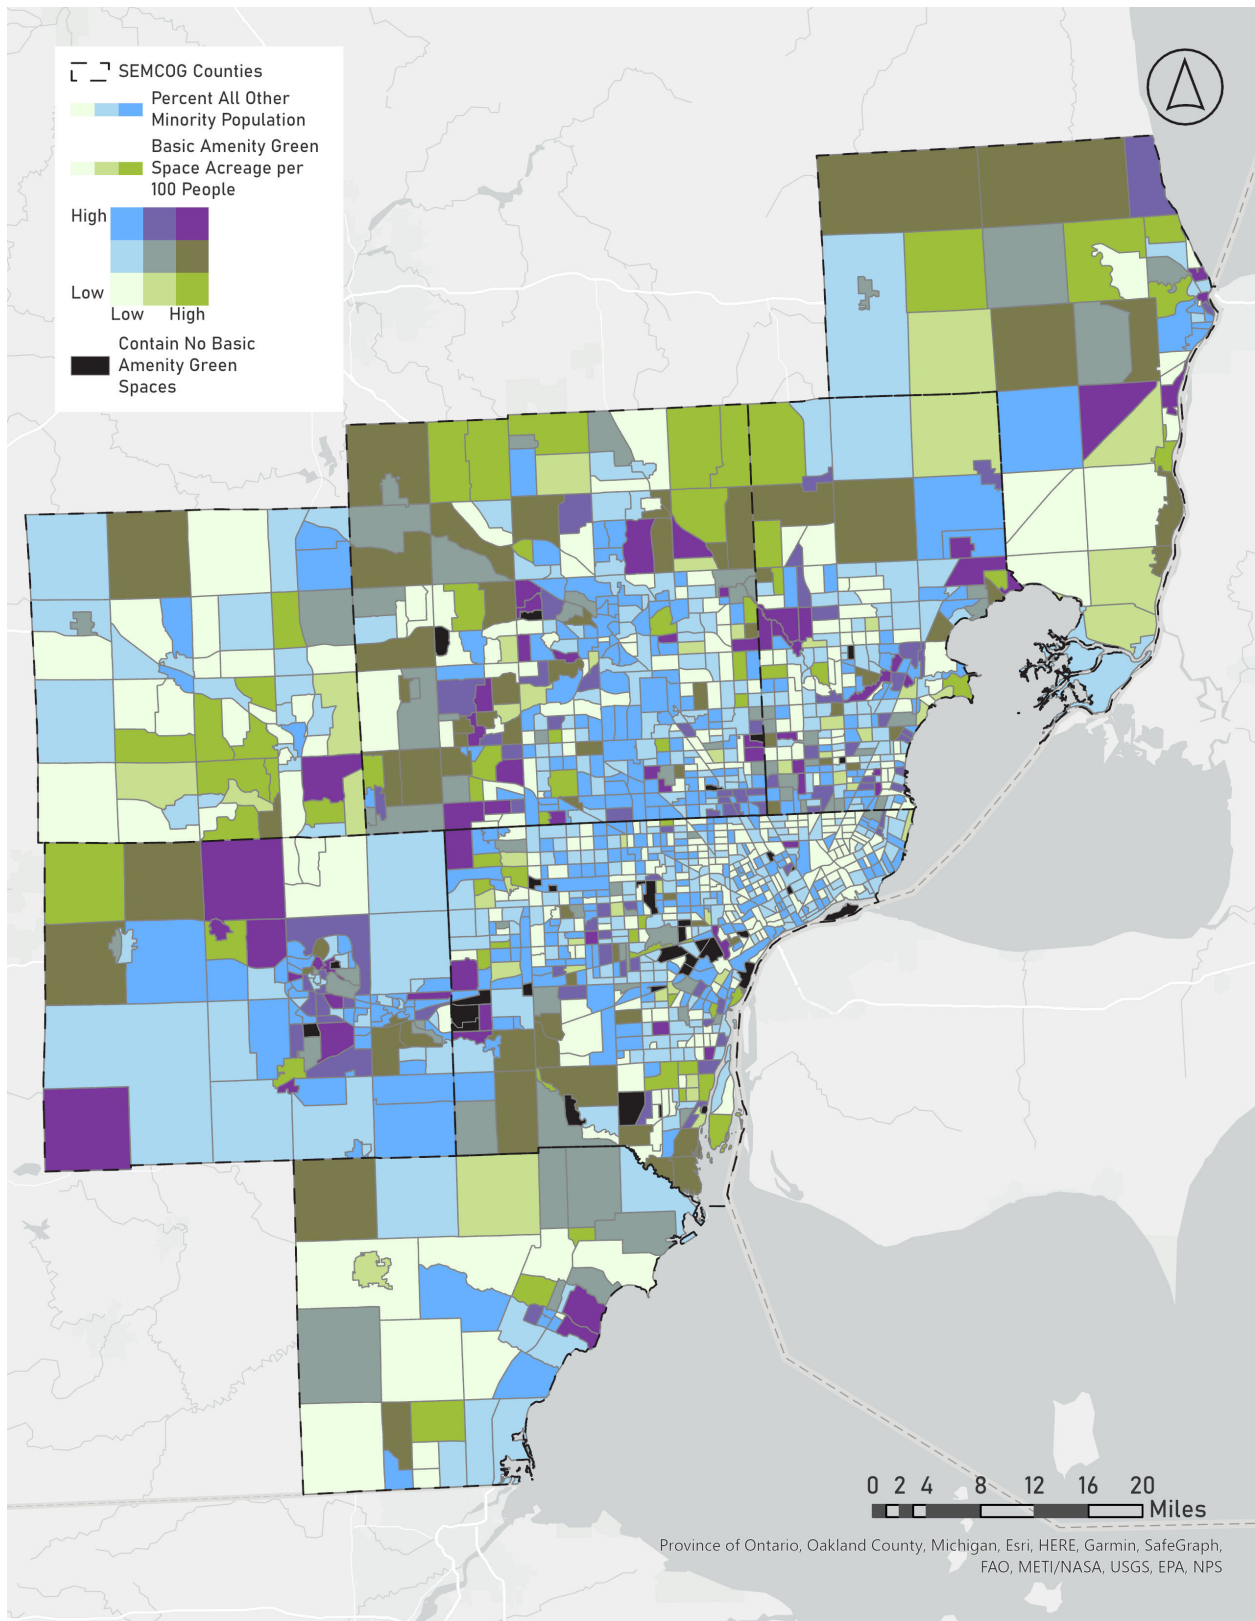 SEMCOG Counties
Percent All Other
Minority Population
Basic Amenity Green
Space Acreage per
100 People
High
Low
Low High
Contain No Basic
Amenity Green
Spaces
0 2 4 8 12 16 20
Miles
Province of Ontario, Oakland County, Michigan, Esri, HERE, Garmin, SafeGraph,
FAO, METI/NASA, USGS, EPA, NPS